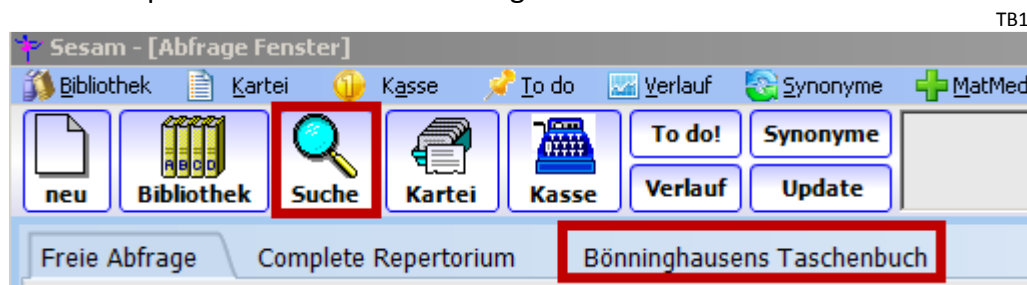 TB1
Sesam - [Abfrage Fenster]
Bibliothek Kartei Kasse To do Verlauf Synonyme MatMed
ABCD
To do! Synonyme
neu Bibliothek Suche Kartei Kasse Verlauf Update
Freie Abfrage Complete Repertorium Bönninghausens Taschenbuch